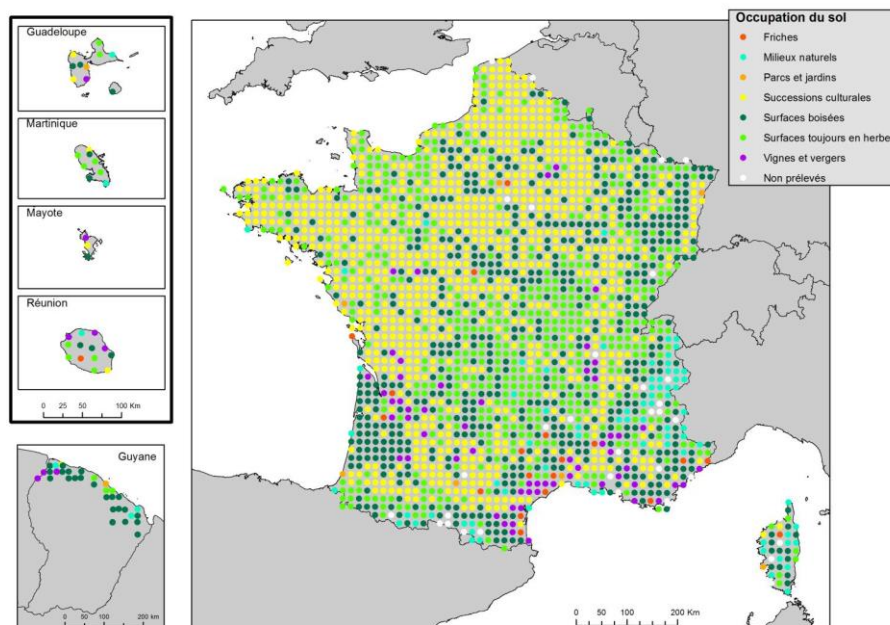 Guadeloupe
Martinique
Mayote
Réunion
0 25 50 100 Km
Guyane
0 50 100 200 km
Occupation du sol
Friches
Milieux naturels
Parcs et jardins
Successions culturales
Surfaces boisées
Surfaces toujours en herbe
Vignes et vergers
Non prélevés
0 50 100 200 Km